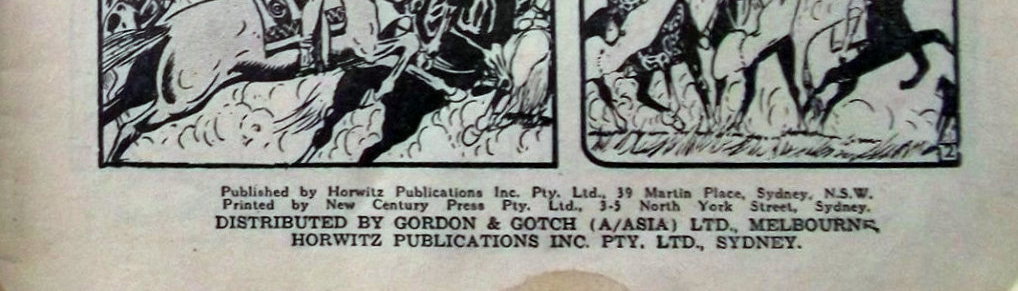 2
Published by Horwitz Publications Inc. Pty. Ltd., 39 Martin Place, Sydney, N.S.W.
Printed by New Century Press Pty. Ltd., 3-5 North York Street, Sydney.
DISTRIBUTED BY GORDON & GOTCH (A/ASIA) LTD., MELBOURNE,
HORWITZ PUBLICATIONS INC. PTY. LTD., SYDNEY.